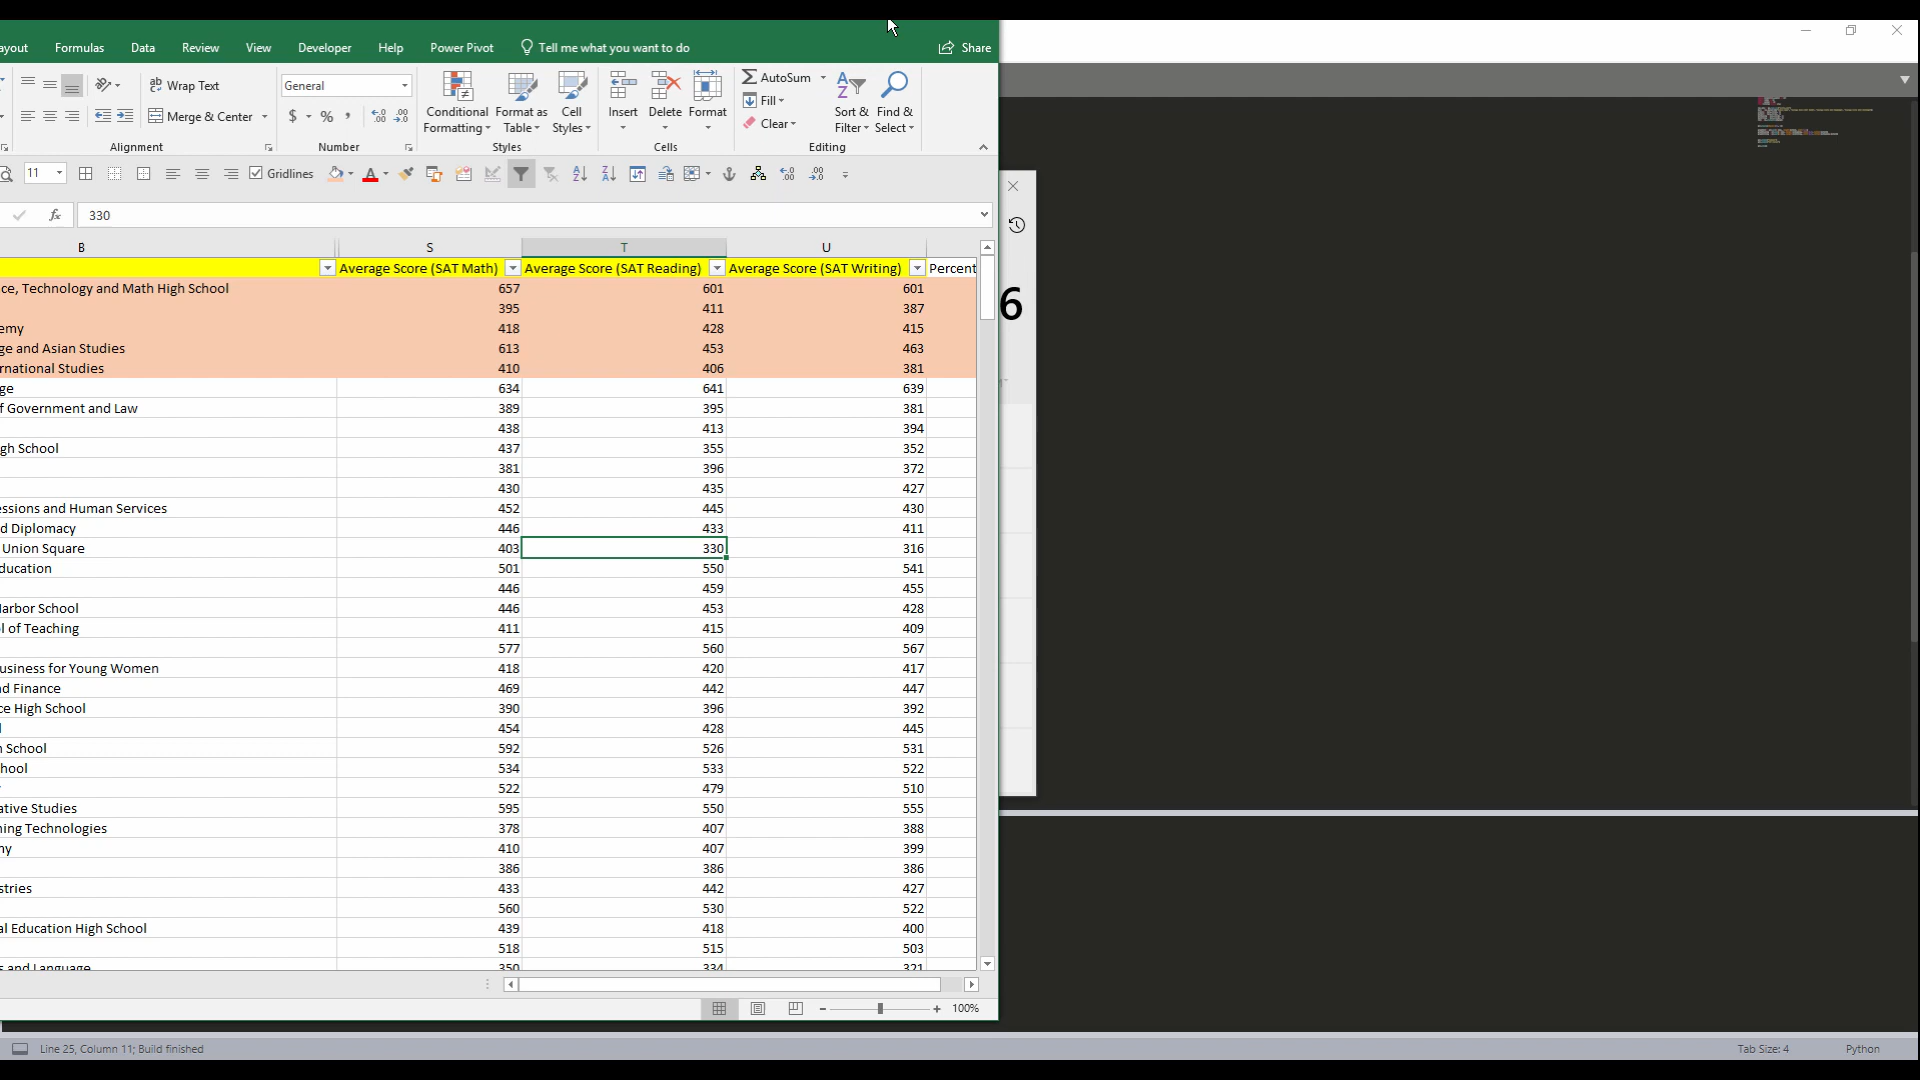 ayout Formulas Data Review View Developer Help Power Pivot Tell me what you want to do Share
Wrap Text General AutoSum
Fill
Merge & Center $ % , Conditional Formatting Format as Table Cell Styles Insert Delete Format Clear Sort & Filter Find & Select
Alignment Number Styles Cells Editing
11 Gridlines
fx 330
B S T U
Average Score (SAT Math) Average Score (SAT Reading) Average Score (SAT Writing) Percent
ce, Technology and Math High School 657 601 601
395 411 387
emy 418 428 415
ge and Asian Studies 613 453 463
rnational Studies 410 406 381
ge 634 641 639
f Government and Law 389 395 381
438 413 394
gh School 437 355 352
381 396 372
430 435 427
essions and Human Services 452 445 430
d Diplomacy 446 433 411
Union Square 403 330 316
ducation 501 550 541
446 459 455
Harbor School 446 453 428
l of Teaching 411 415 409
577 560 567
usiness for Young Women 418 420 417
nd Finance 469 442 447
ce High School 390 396 392
454 428 445
n School 592 526 531
hool 534 533 522
522 479 510
ative Studies 595 550 555
ning Technologies 378 407 388
ny 410 407 399
386 386 386
stries 433 442 427
560 530 522
al Education High School 439 418 400
518 515 503
s and Language 350 334 321
100%
6
Line 25, Column 11; Build finished Tab Size: 4 Python